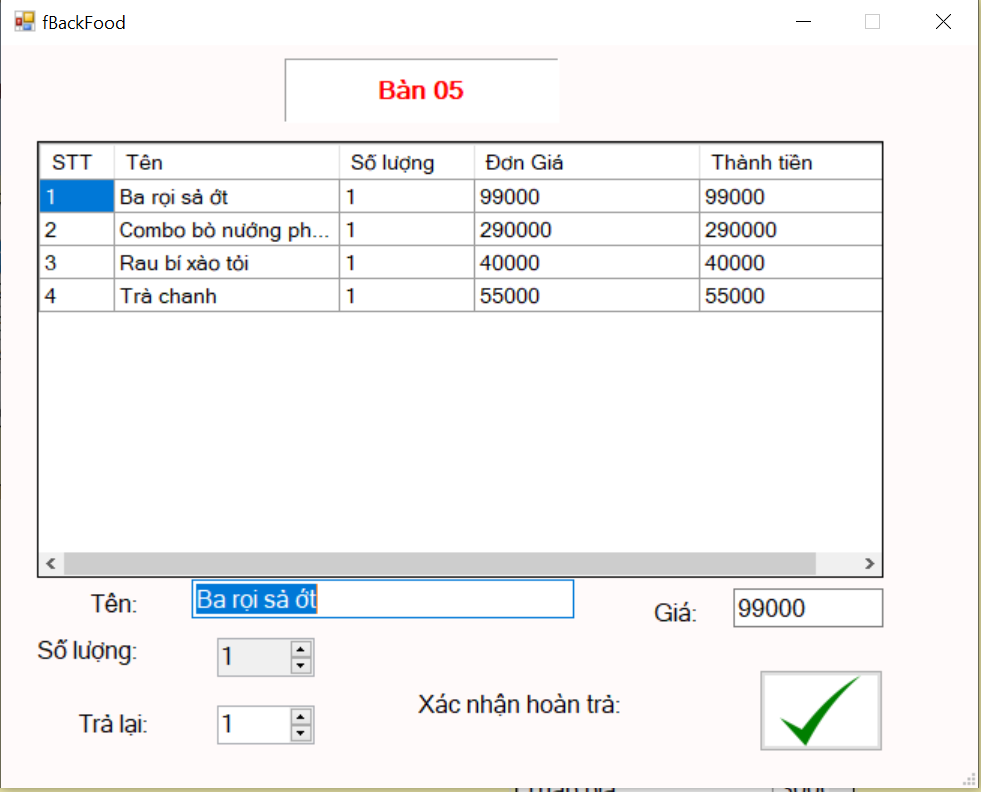 fBackFood
Bàn 05
STT Tên Số lượng Đơn Giá Thành tiền
1 Ba rọi sả ớt 1 99000 99000
2 Combo bò nướng ph... 1 290000 290000
3 Rau bí xào tỏi 1 40000 40000
4 Trà chanh 1 55000 55000
Tên: Ba rọi sả ớt Giá: 99000
Số lượng: 1
Trả lại: 1 Xác nhận hoàn trả: